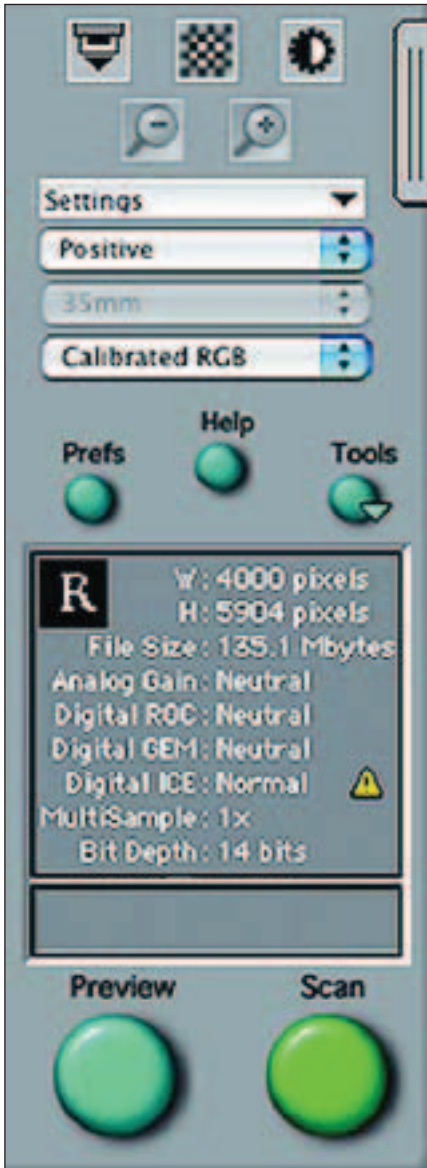 Settings
Positive
35mm
Calibrated RGB
Help
Prefs
Tools
R
W: 4000 pixels
H: 5904 pixels
File Size: 135.1 Mbytes
Analog Gain: Neutral
Digital ROC: Neutral
Digital GEM: Neutral
Digital ICE: Normal
MultiSample: 1x
Bit Depth: 14 bits
Preview
Scan